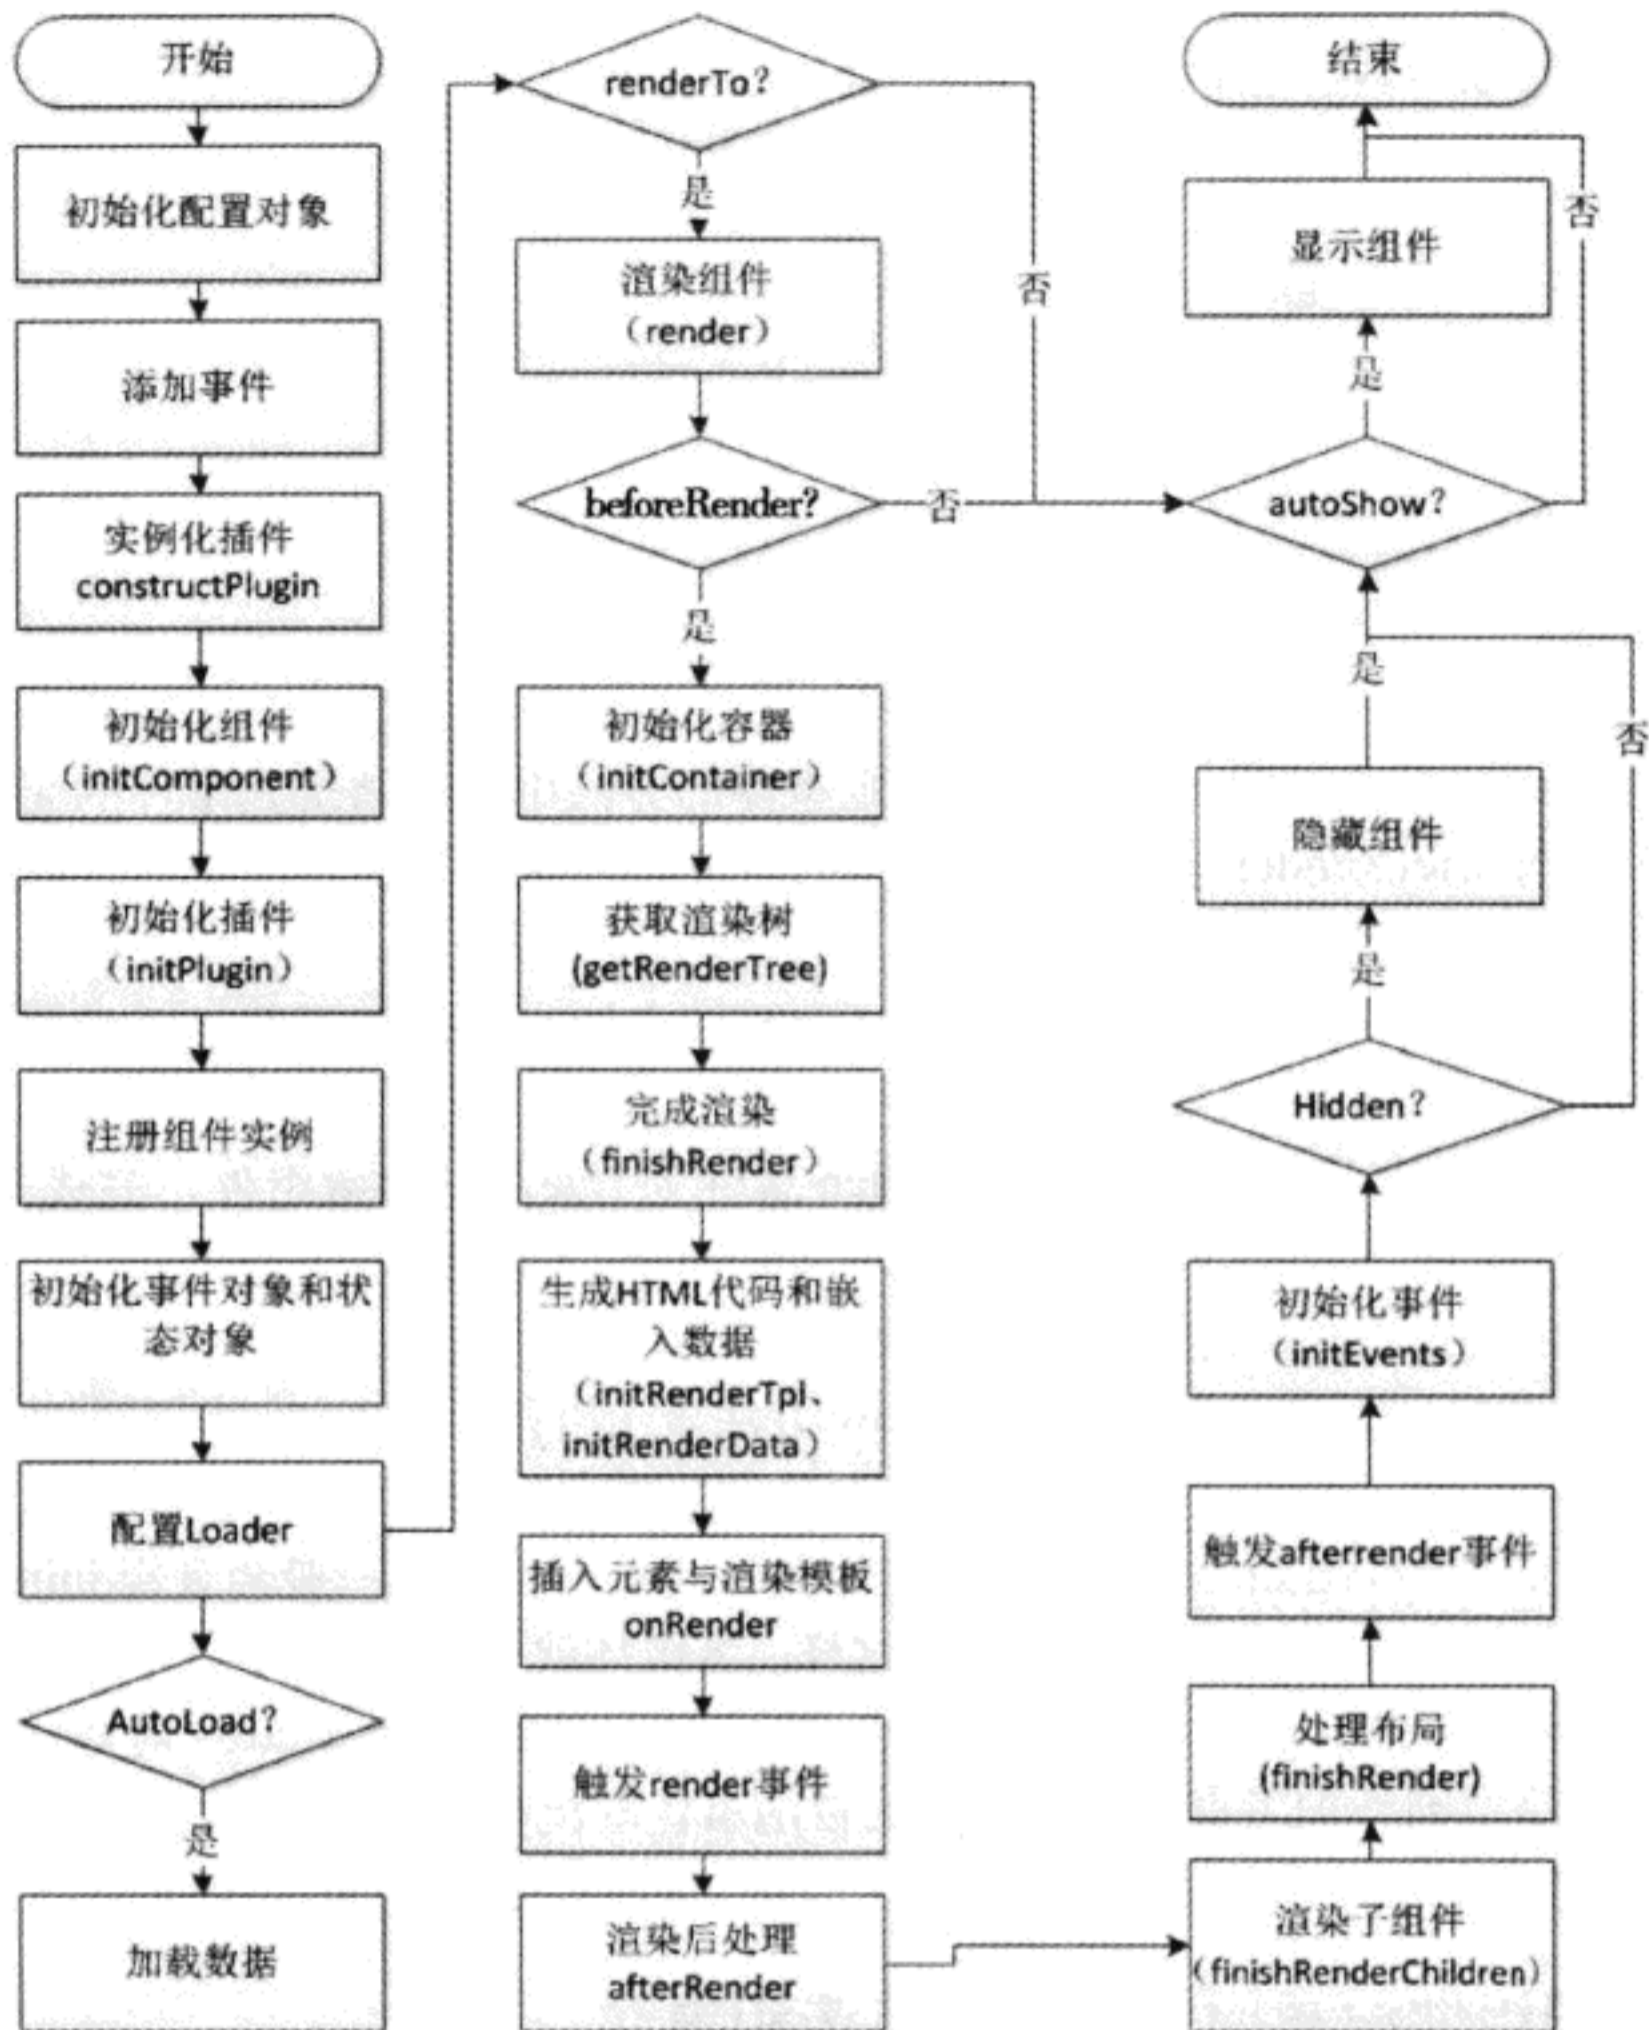 开始
初始化配置对象
添加事件
实例化插件
constructPlugin
初始化组件
（initComponent）
初始化插件
（initPlugin）
注册组件实例
初始化事件对象和状
态对象
配置Loader
AutoLoad？
是
加载数据
renderTo？
是
否
渲染组件
（render）
beforeRender?
否
是
初始化容器
（initContainer）
获取渲染树
(getRenderTree)
完成渲染
（finishRender）
生成HTML代码和嵌
入数据
（initRenderTpl、
initRenderData）
插入元素与渲染模板
onRender
触发render事件
渲染后处理
afterRender
结束
否
显示组件
是
autoShow？
是
否
隐藏组件
是
Hidden？
初始化事件
（initEvents）
触发afterrender事件
处理布局
(finishRender)
渲染子组件
（finishRenderChildren）